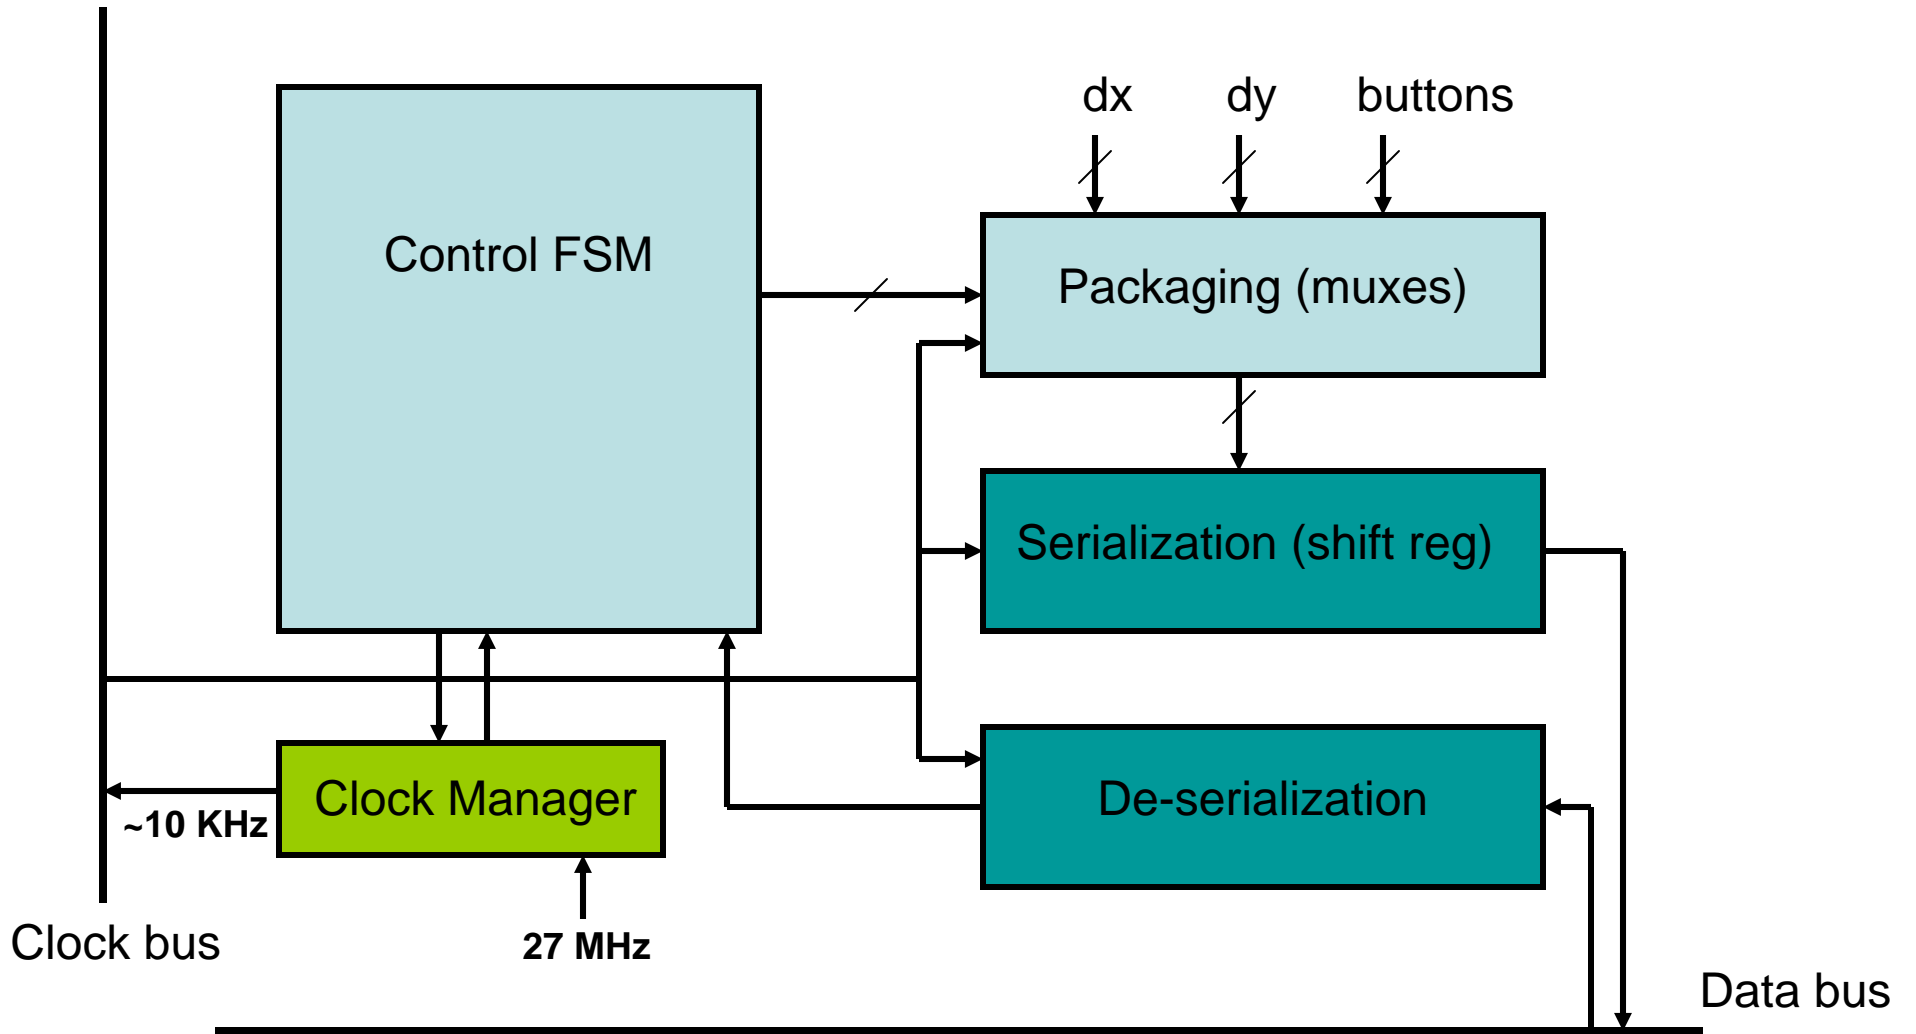 dx
dy
buttons
Control FSM
Packaging (muxes)
Serialization (shift reg)
Clock Manager
De-serialization
~10 KHz
Clock bus
27 MHz
Data bus